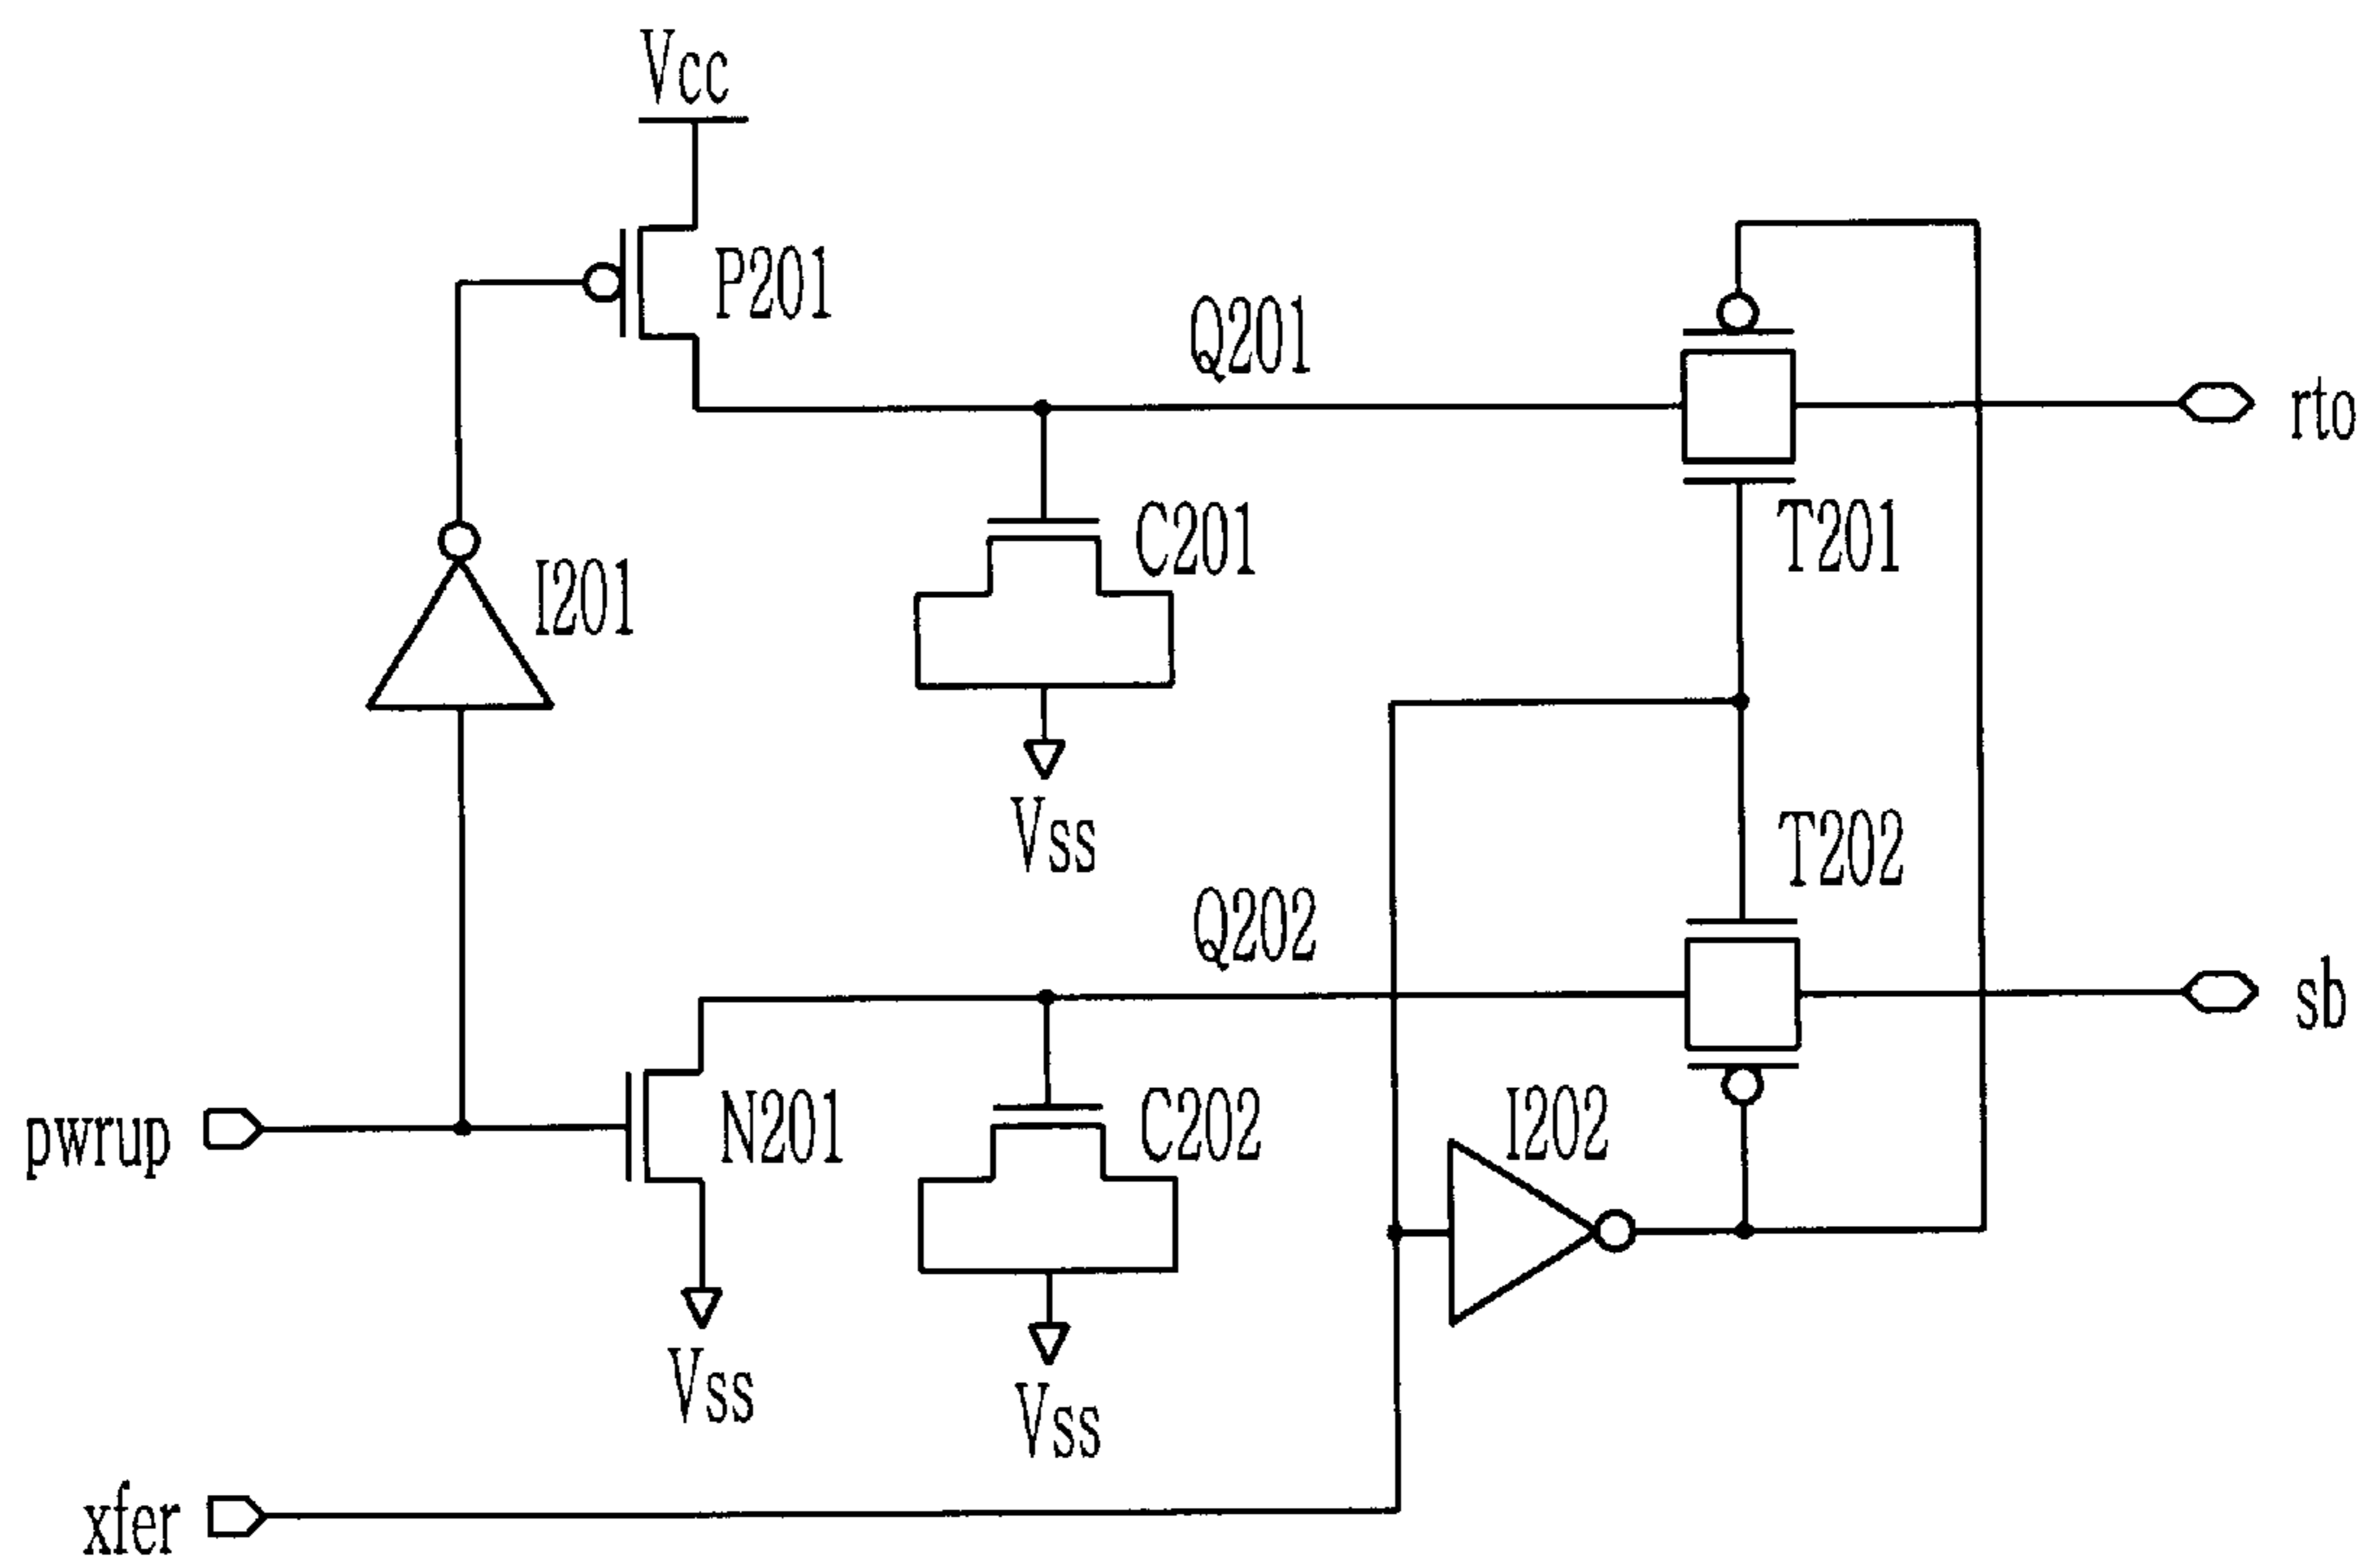 Vcc
P201
Q201
rto
C201
T201
I201
Vss
T202
Q202
sb
pwrup
N201
C202
I202
Vss
Vss
xfer